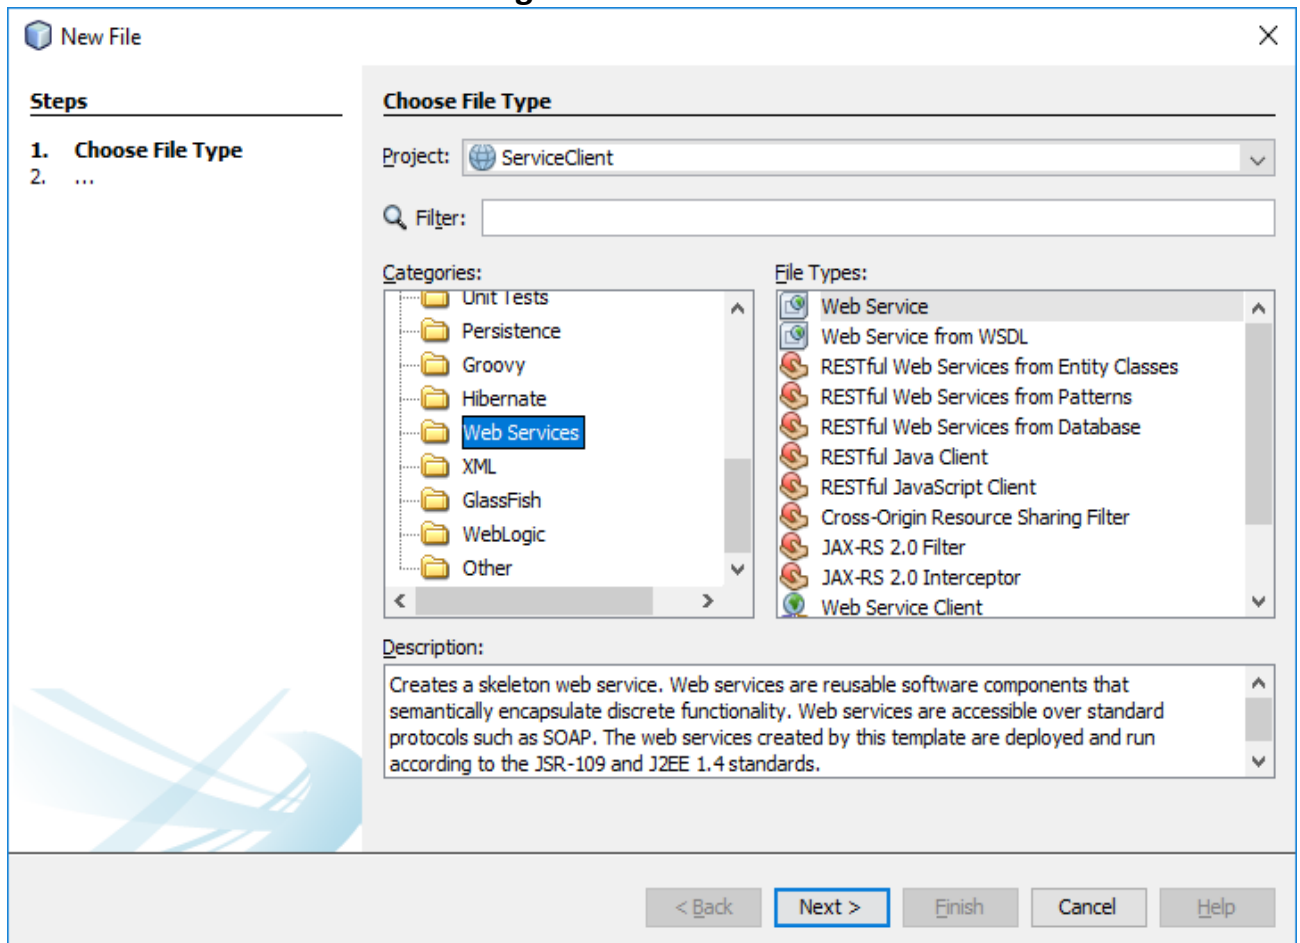 New File
Steps
1. Choose File Type
2. ...
Choose File Type
Project: ServiceClient
Filter:
Categories:
Unit Tests
Persistence
Groovy
Hibernate
Web Services
XML
GlassFish
WebLogic
Other
File Types:
Web Service
Web Service from WSDL
RESTful Web Services from Entity Classes
RESTful Web Services from Patterns
RESTful Web Services from Database
RESTful Java Client
RESTful JavaScript Client
Cross-Origin Resource Sharing Filter
JAX-RS 2.0 Filter
JAX-RS 2.0 Interceptor
Web Service Client
Description:
Creates a skeleton web service. Web services are reusable software components that
semantically encapsulate discrete functionality. Web services are accessible over standard
protocols such as SOAP. The web services created by this template are deployed and run
according to the JSR-109 and J2EE 1.4 standards.
< Back
Next >
Finish
Cancel
Help